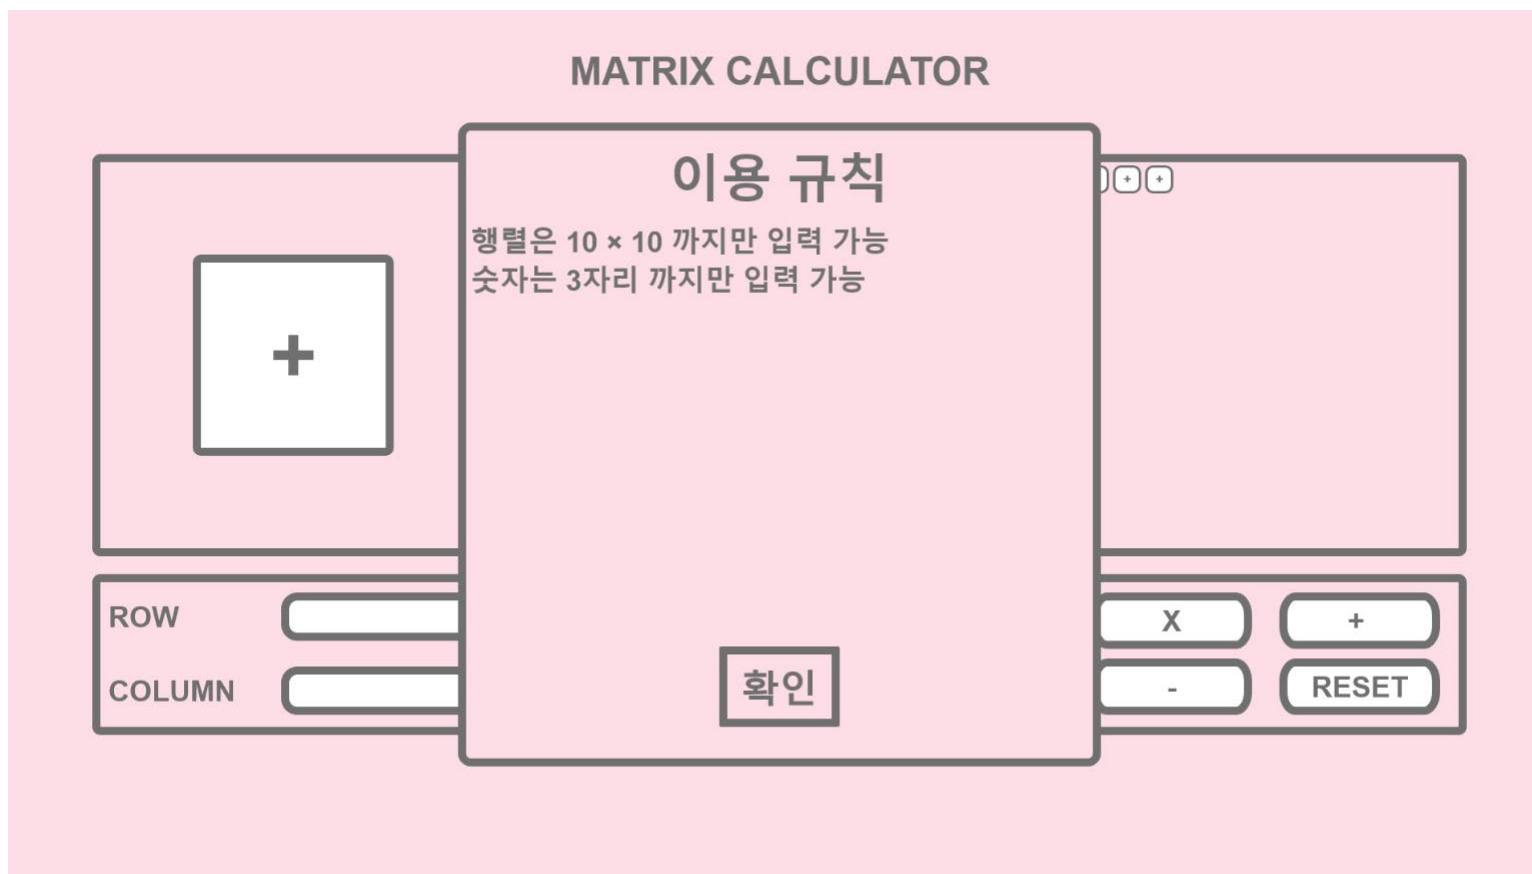 MATRIX CALCULATOR
이용 규칙
행렬은 10 × 10 까지만 입력 가능
숫자는 3자리 까지만 입력 가능
+
+ +
ROW
X +
COLUMN
- RESET
확인